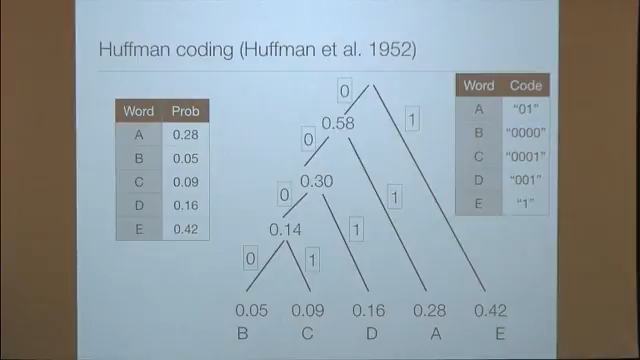 Huffman coding (Huffman et al. 1952)
Word Prob
A 0.28
B 0.05
C 0.09
D 0.16
E 0.42
0
1
0.58
0
1
0.30
0
1
0.14
0
1
0.05 0.09 0.16 0.28 0.42
B C D A E
Word Code
A "01"
B "0000"
C "0001"
D "001"
E "1"